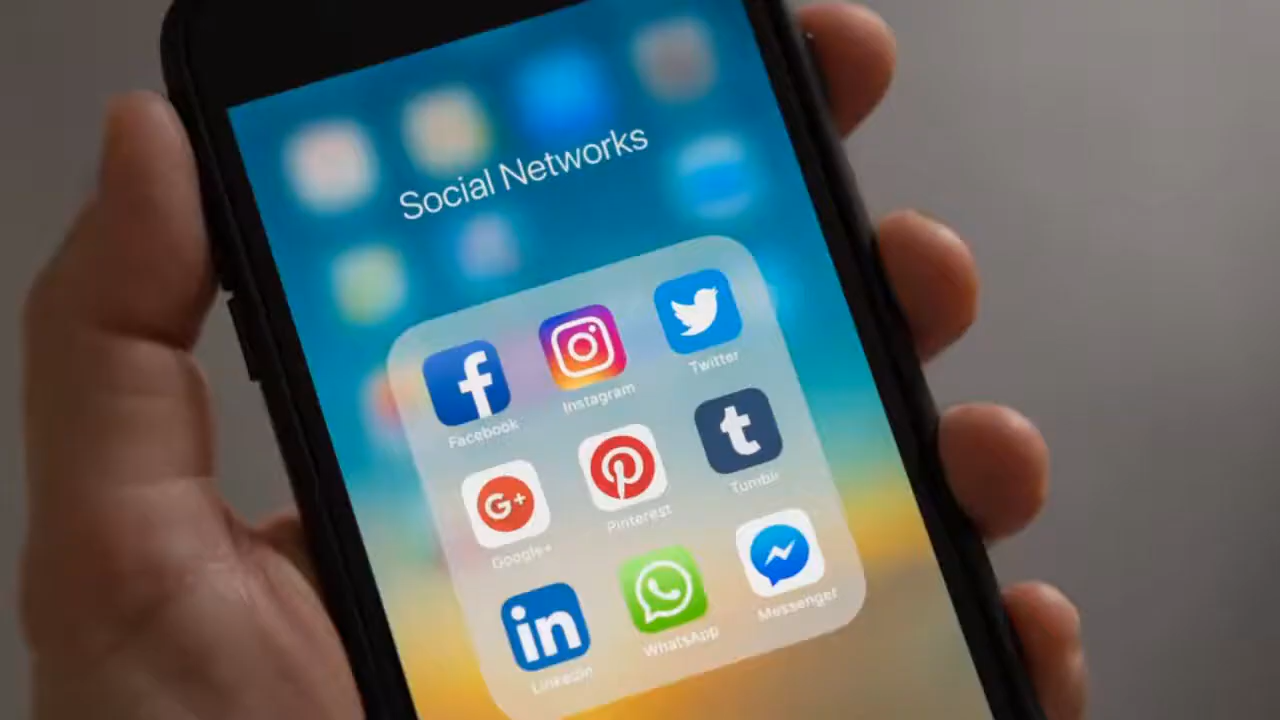 Social Networks
Facebook
Instagram
Twitter
Google+
Pinterest
Tumblr
LinkedIn
WhatsApp
Messenger